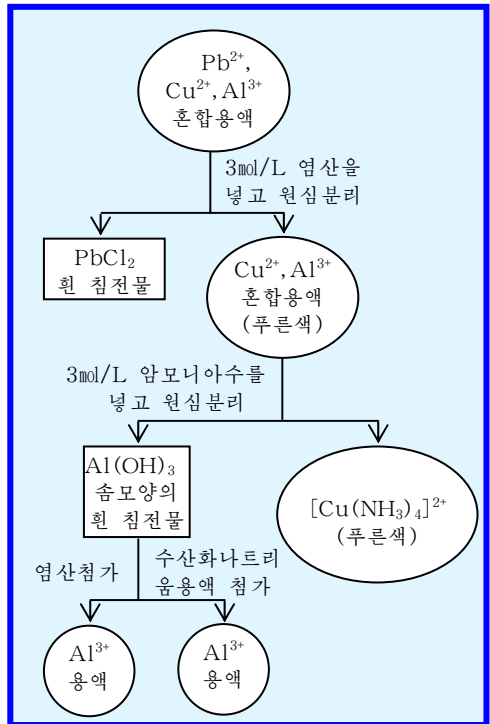 Pb²⁺,
Cu²⁺, Al³⁺
혼합용액
3㏖/L 염산을
넣고 원심분리
PbCl₂
흰 침전물
Cu²⁺, Al³⁺
혼합용액
(푸른색)
3㏖/L 암모니아수를
넣고 원심분리
Al(OH)₃
솜모양의
흰 침전물
[Cu(NH₃)₄]²⁺
(푸른색)
염산첨가
수산화나트리
움용액 첨가
Al³⁺
용액
Al³⁺
용액